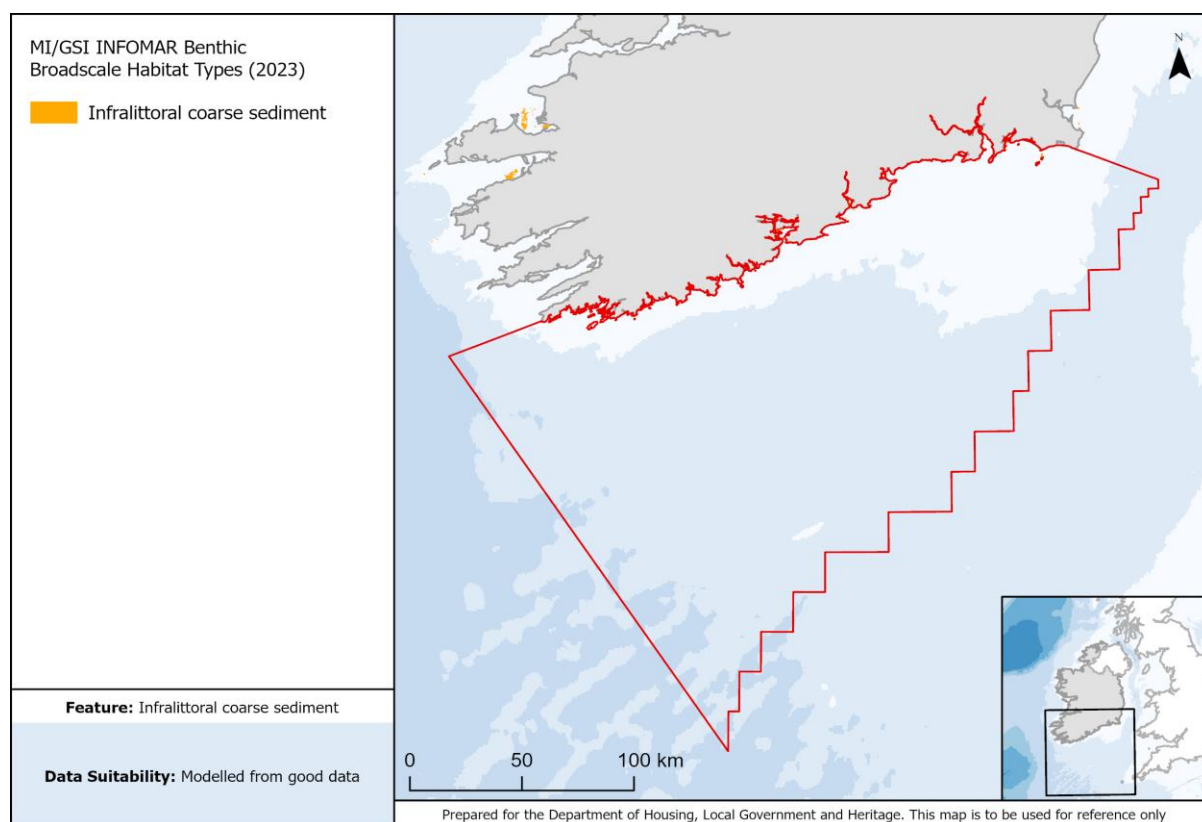 MI/GSI INFOMAR Benthic
Broadscale Habitat Types (2023)
Infralittoral coarse sediment
Feature: Infralittoral coarse sediment
Data Suitability: Modelled from good data
N
0 50 100 km
Prepared for the Department of Housing, Local Government and Heritage. This map is to be used for reference only